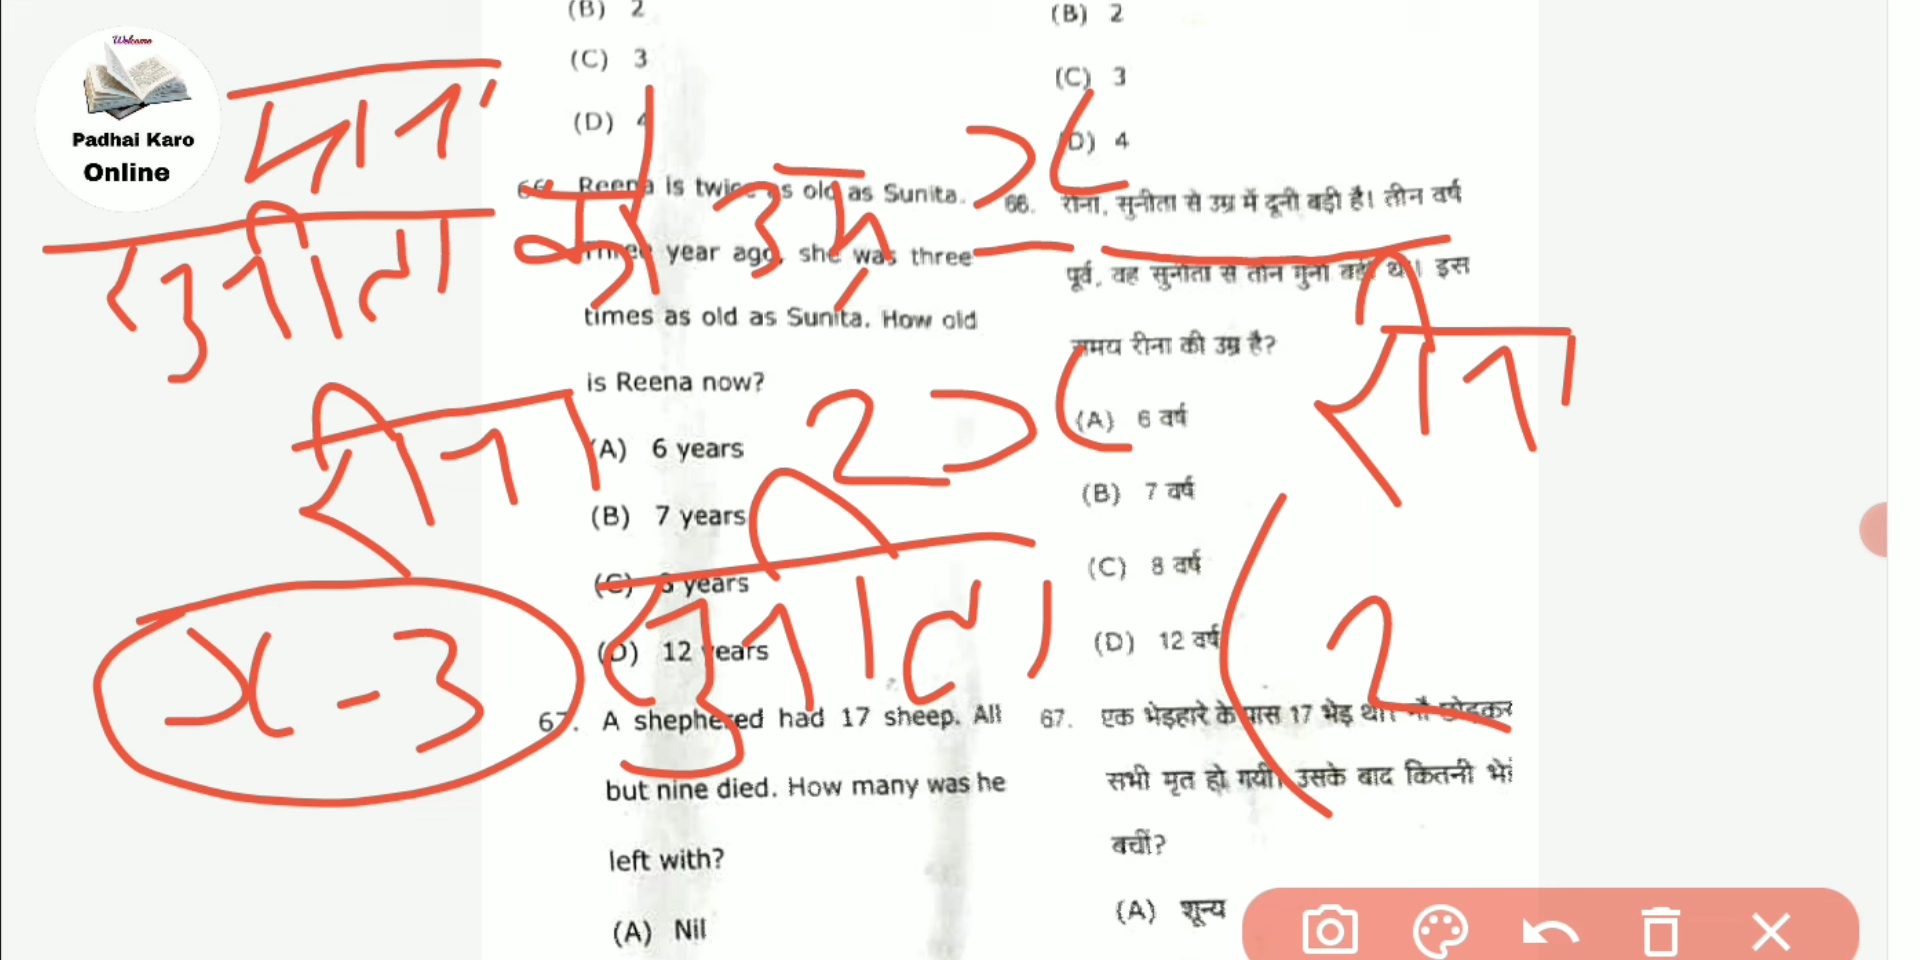 Welcome
Padhai Karo
Online
(B) 2
(C) 3
(D) 4
66. Reena is twice as old as Sunita.
Three year ago, she was three
times as old as Sunita. How old
is Reena now?
(A) 6 years
(B) 7 years
(C) 8 years
(D) 12 years
67. A shephered had 17 sheep. All
but nine died. How many was he
left with?
(A) Nil
(B) 2
(C) 3
(D) 4
66. रीना, सुनीता से उम्र में दूनी बड़ी है। तीन वर्ष
पूर्व, वह सुनीता से तीन गुनी बड़ी थी। इस
समय रीना की उम्र है?
(A) 6 वर्ष
(B) 7 वर्ष
(C) 8 वर्ष
(D) 12 वर्ष
67. एक भेड़हारे के पास 17 भेड़ थी। नौ छोड़कर
सभी मृत हो गयी। उसके बाद कितनी भेड़
बचीं?
(A) शून्य
माना
सुनीता की उम्र x
रीना 2
x - 3
सुनीता
रीना
(2